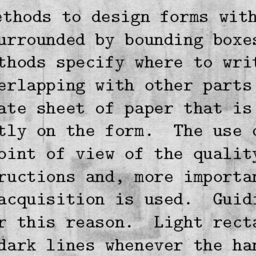 ethods to design forms with
urrounded by bounding boxes
thods specify where to writ
erlapping with other parts
ate sheet of paper that is
tly on the form.  The use o
oint of view of the quality
ructions and, more importan
acquisition is used.  Guidi
r this reason.  Light recta
dark lines whenever the han